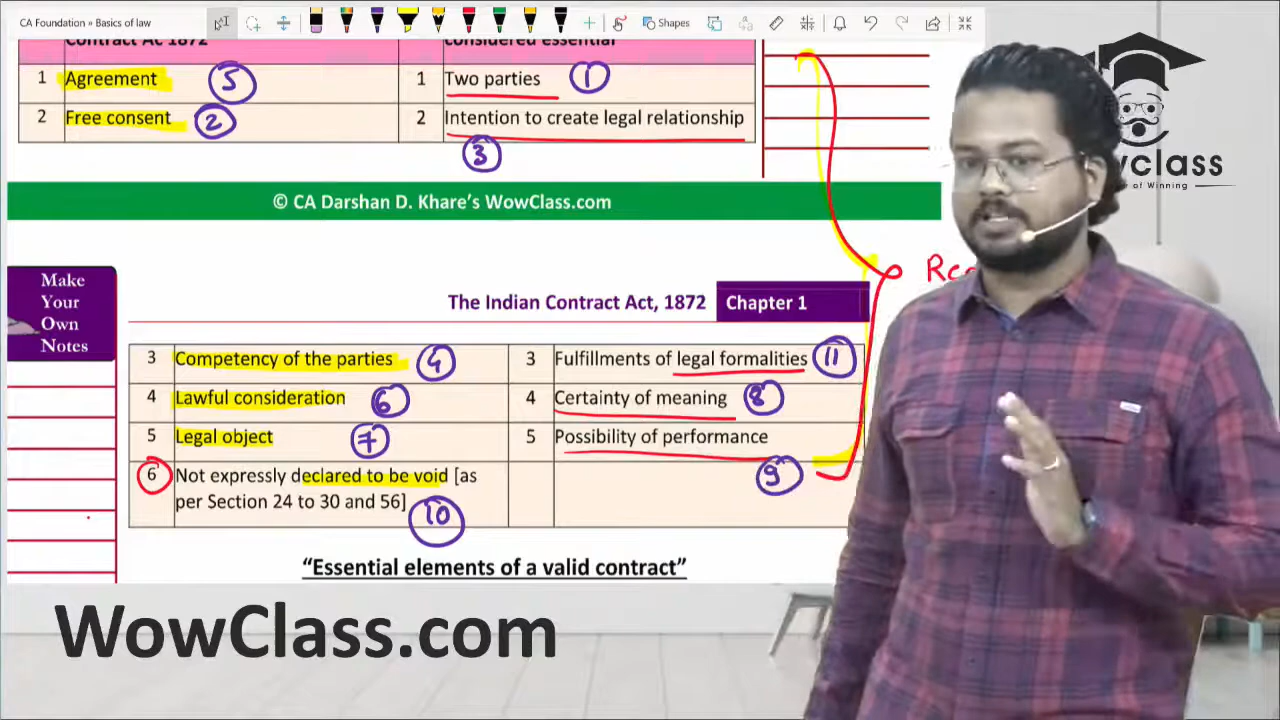 CA Foundation » Basics of law
Shapes
Contract Ac 1872
considered essential
1 Agreement 5
1 Two parties 1
2 Free consent 2
2 Intention to create legal relationship
3
© CA Darshan D. Khare's WowClass.com
wclass
of Winning
Make
Your
Own
Notes
The Indian Contract Act, 1872 Chapter 1
3 Competency of the parties 4
3 Fulfillments of legal formalities 11
4 Lawful consideration 6
4 Certainty of meaning 8
5 Legal object 7
5 Possibility of performance
9
6 Not expressly declared to be void [as
per Section 24 to 30 and 56]
10
“Essential elements of a valid contract”
WowClass.com